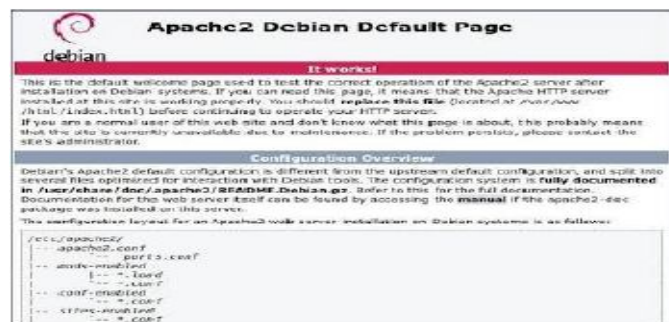 Apache2 Debian Default Page
debian
It works!
This is the default welcome page used to test the correct operation of the Apache2 server after
installation on Debian systems. If you can read this page, it means that the Apache HTTP server
installed at this site is working properly. You should replace this file (located at /var/www
/html/index.html) before continuing to operate your HTTP server.
If you are a normal user of this web site and don't know what this page is about, this probably means
that the site is currently unavailable due to maintenance. If the problem persists, please contact the
site's administrator.
Configuration Overview
Debian's Apache2 default configuration is different from the upstream default configuration, and split into
several files optimized for interaction with Debian tools. The configuration system is fully documented
in /usr/share/doc/apache2/README.Debian.gz. Refer to this for the full documentation.
Documentation for the web server itself can be found by accessing the manual if the apache2-doc
package was installed on this server.
The configuration layout for an Apache2 web server installation on Debian systems is as follows:
/etc/apache2/
|-- apache2.conf
|   `-- ports.conf
|-- mods-enabled
|   |-- *.load
|   `-- *.conf
|-- conf-enabled
|   `-- *.conf
|-- sites-enabled
|   `-- *.conf